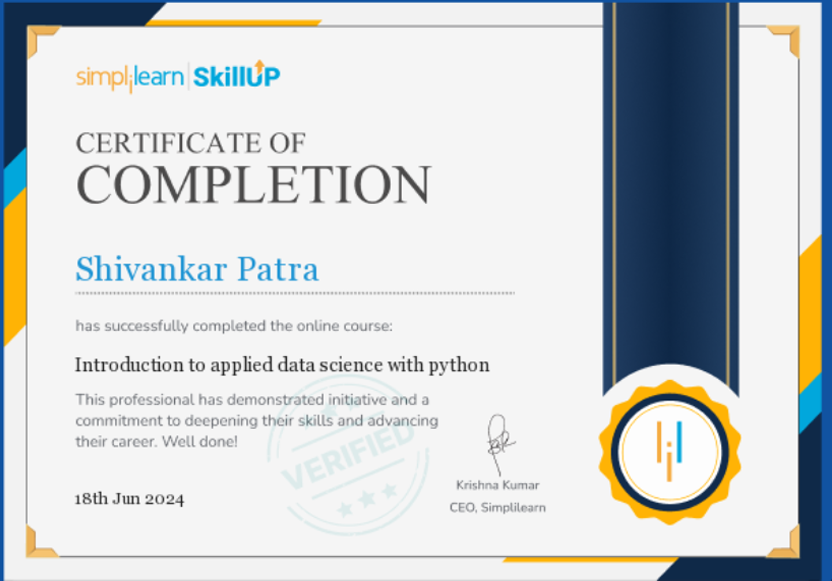 simplilearn | SkillUP
CERTIFICATE OF
COMPLETION
Shivankar Patra
has successfully completed the online course:
Introduction to applied data science with python
This professional has demonstrated initiative and a
commitment to deepening their skills and advancing
their career. Well done!
VERIFIED
18th Jun 2024
Krishna Kumar
CEO, Simplilearn